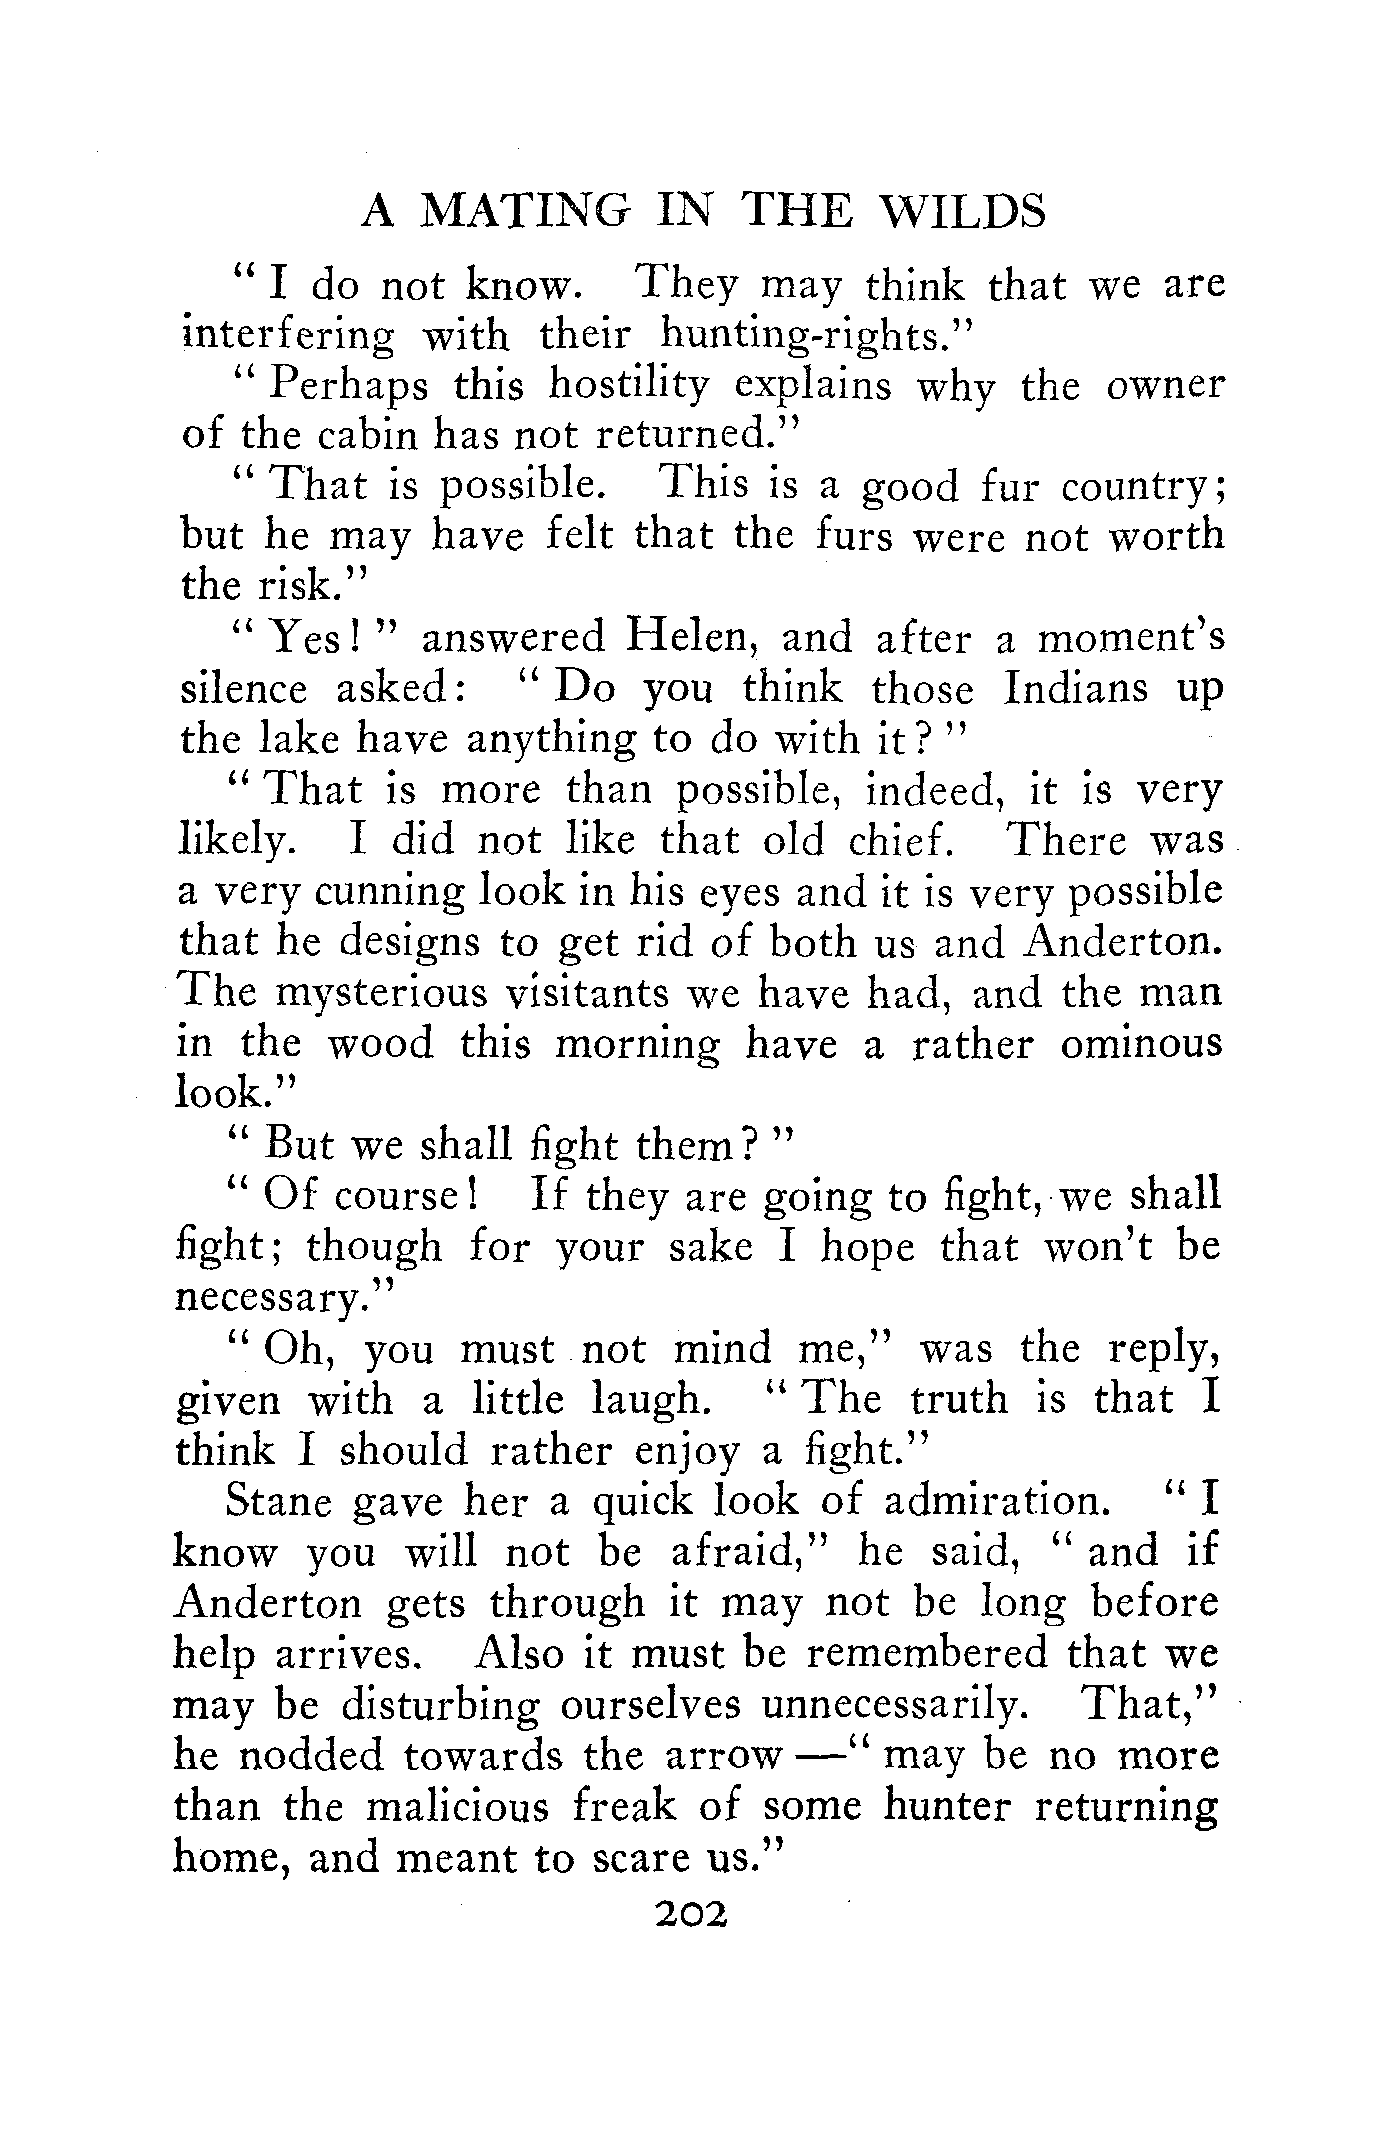 A MATING IN THE WILDS
" I do not know. They may think that we are
interfering with their hunting-rights."
" Perhaps this hostility explains why the owner
of the cabin has not returned."
" That is possible. This is a good fur country;
but he may have felt that the furs were not worth
the risk."
" Yes! " answered Helen, and after a moment's
silence asked: " Do you think those Indians up
the lake have anything to do with it? "
" That is more than possible, indeed, it is very
likely. I did not like that old chief. There was
a very cunning look in his eyes and it is very possible
that he designs to get rid of both us and Anderton.
The mysterious visitants we have had, and the man
in the wood this morning have a rather ominous
look."
" But we shall fight them? "
" Of course! If they are going to fight, we shall
fight; though for your sake I hope that won't be
necessary."
" Oh, you must not mind me," was the reply,
given with a little laugh. " The truth is that I
think I should rather enjoy a fight."
Stane gave her a quick look of admiration. " I
know you will not be afraid," he said, " and if
Anderton gets through it may not be long before
help arrives. Also it must be remembered that we
may be disturbing ourselves unnecessarily. That,"
he nodded towards the arrow —" may be no more
than the malicious freak of some hunter returning
home, and meant to scare us."
202